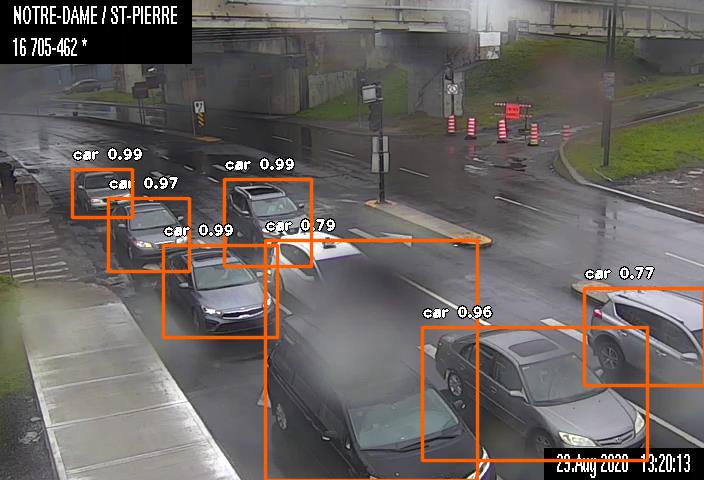 NOTRE-DAME / ST-PIERRE
16 705-462 *
car 0.99
car 0.99
car 0.97
car 0.99
car 0.79
car 0.77
car 0.96
29.Aug 2020 13:20:13